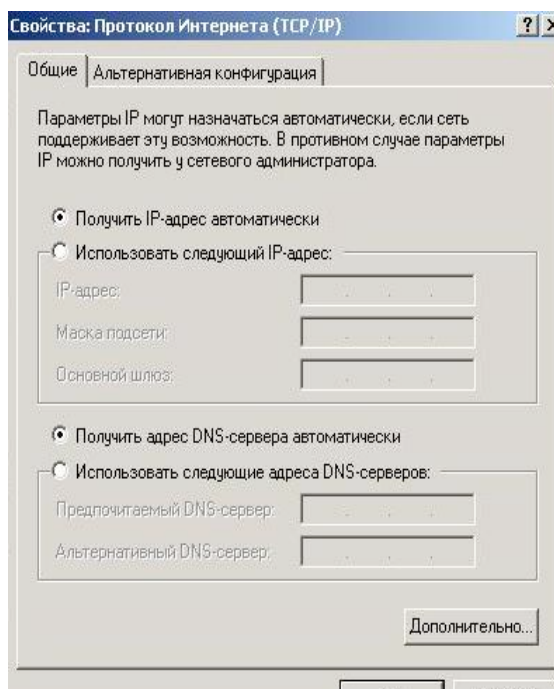 Свойства: Протокол Интернета (TCP/IP)
Общие
Альтернативная конфигурация
Параметры IP могут назначаться автоматически, если сеть
поддерживает эту возможность. В противном случае параметры
IP можно получить у сетевого администратора.
Получить IP-адрес автоматически
Использовать следующий IP-адрес:
IP-адрес:
Маска подсети:
Основной шлюз:
Получить адрес DNS-сервера автоматически
Использовать следующие адреса DNS-серверов:
Предпочитаемый DNS-сервер:
Альтернативный DNS-сервер:
Дополнительно...